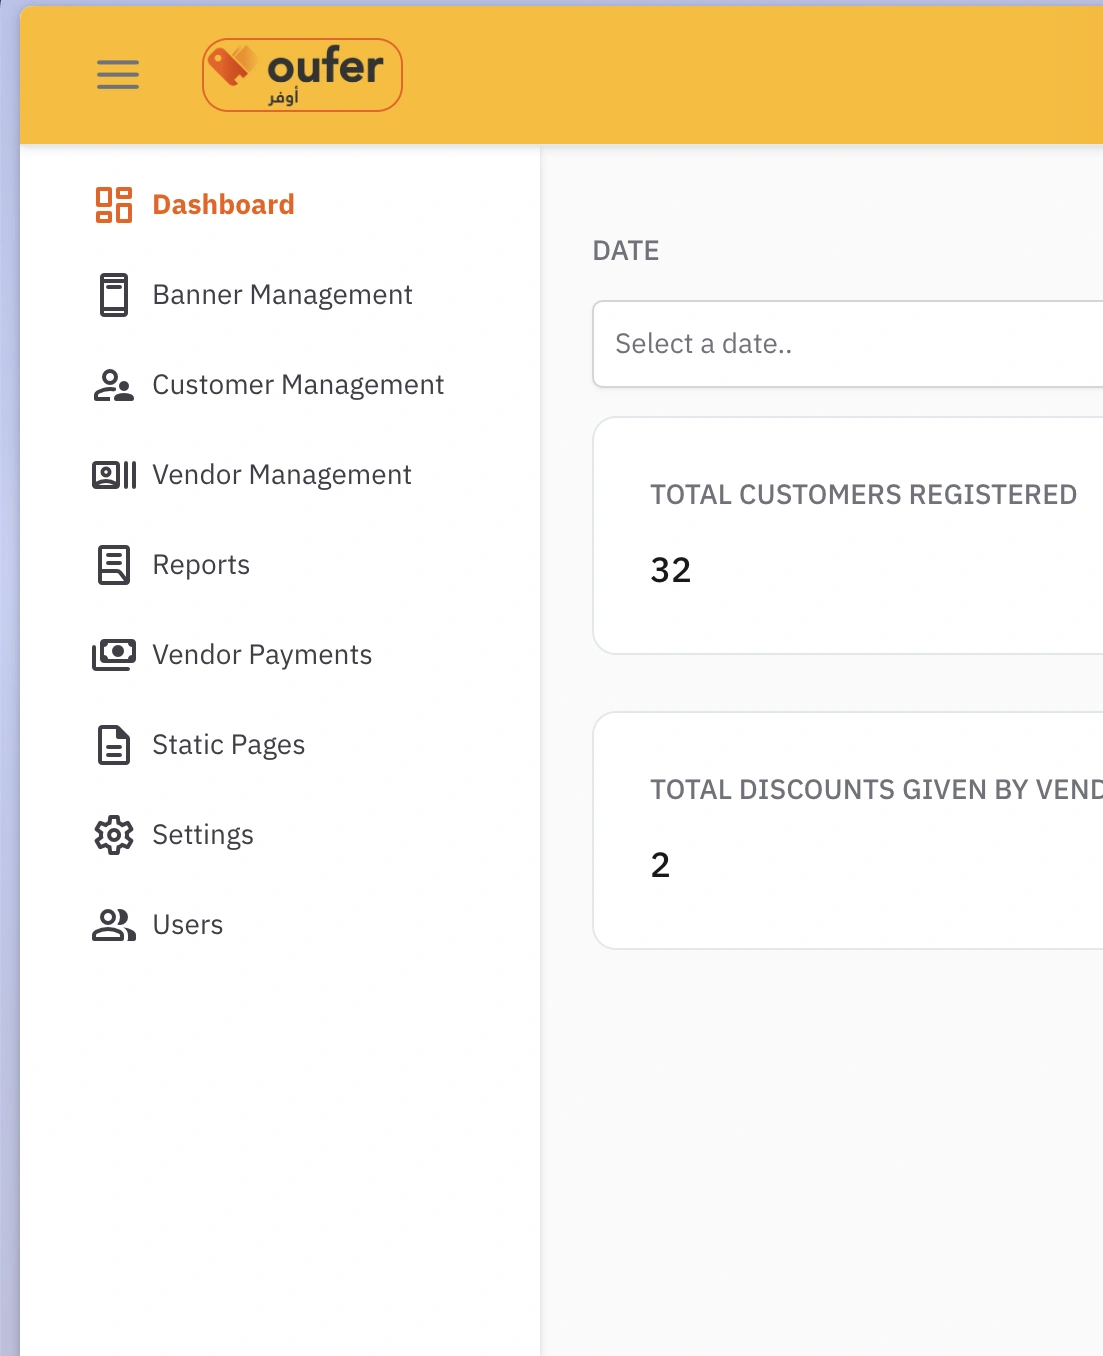 oufer
أوفر
Dashboard
Banner Management
Customer Management
Vendor Management
Reports
Vendor Payments
Static Pages
Settings
Users
DATE
Select a date..
TOTAL CUSTOMERS REGISTERED
32
TOTAL DISCOUNTS GIVEN BY VEND
2